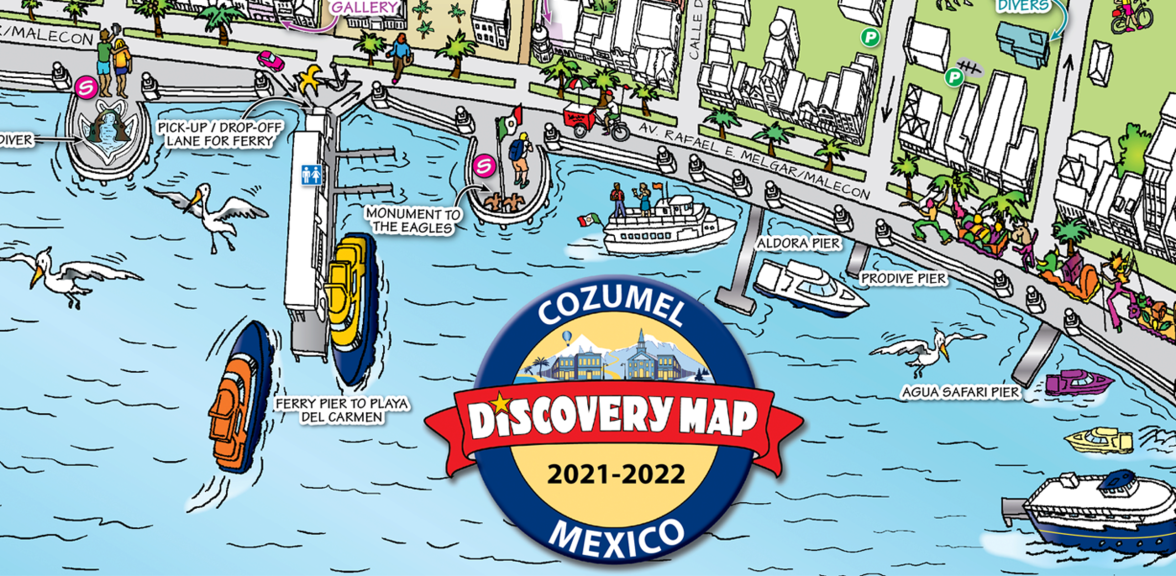 GALLERY
DIVERS
/MALECON
CALLE D
P
P
S
DIVER
PICK-UP / DROP-OFF
LANE FOR FERRY
AV. RAFAEL E. MELGAR/MALECON
S
MONUMENT TO
THE EAGLES
ALDORA PIER
PRODIVE PIER
AGUA SAFARI PIER
FERRY PIER TO PLAYA
DEL CARMEN
COZUMEL
DISCOVERY MAP
2021-2022
MEXICO